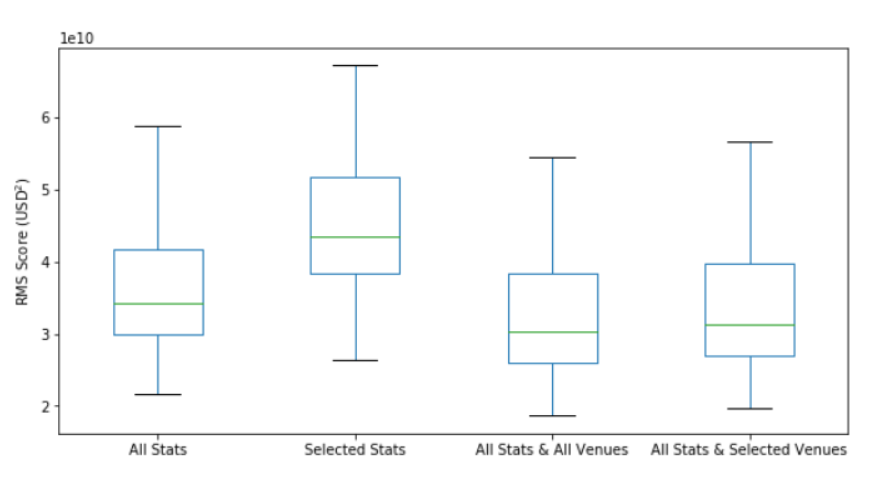 1e10
6
5
4
3
2
RMS Score (USD²)
All Stats
Selected Stats
All Stats & All Venues
All Stats & Selected Venues